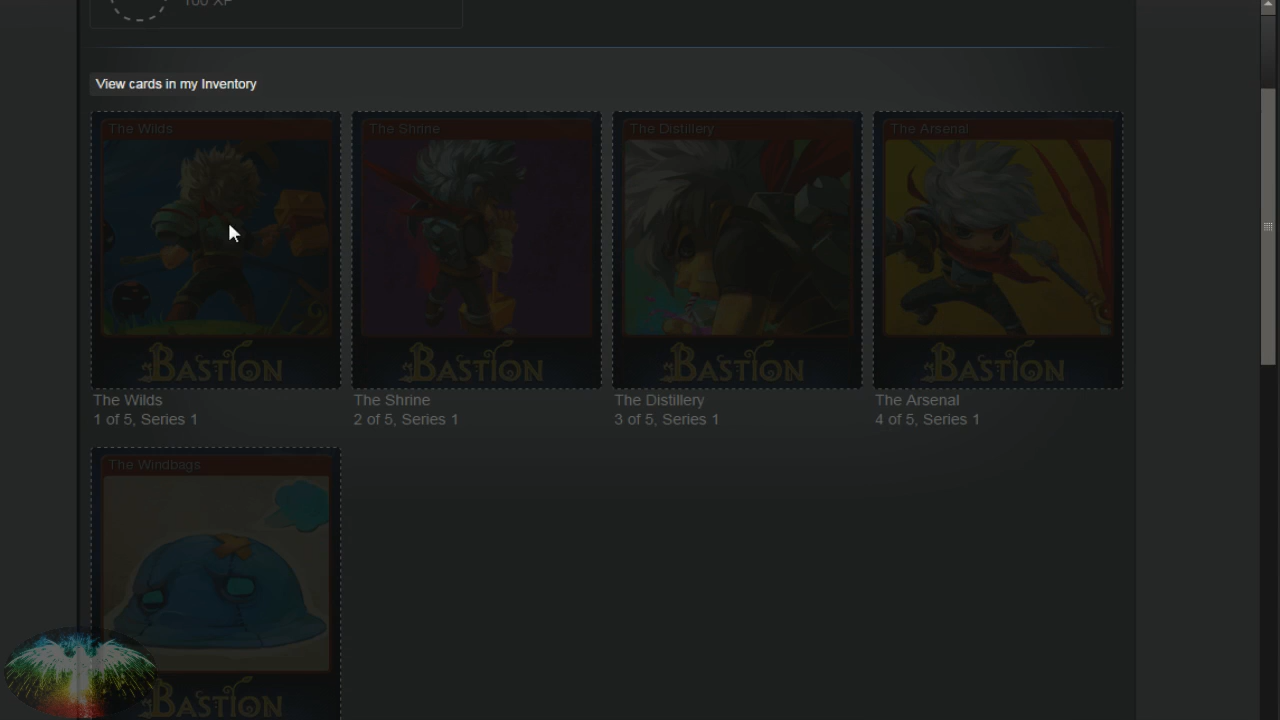 100 XP
View cards in my Inventory
The Wilds
The Shrine
The Distillery
The Arsenal
BASTION
BASTION
BASTION
BASTION
The Wilds
The Shrine
The Distillery
The Arsenal
1 of 5, Series 1
2 of 5, Series 1
3 of 5, Series 1
4 of 5, Series 1
The Windbags
BASTION